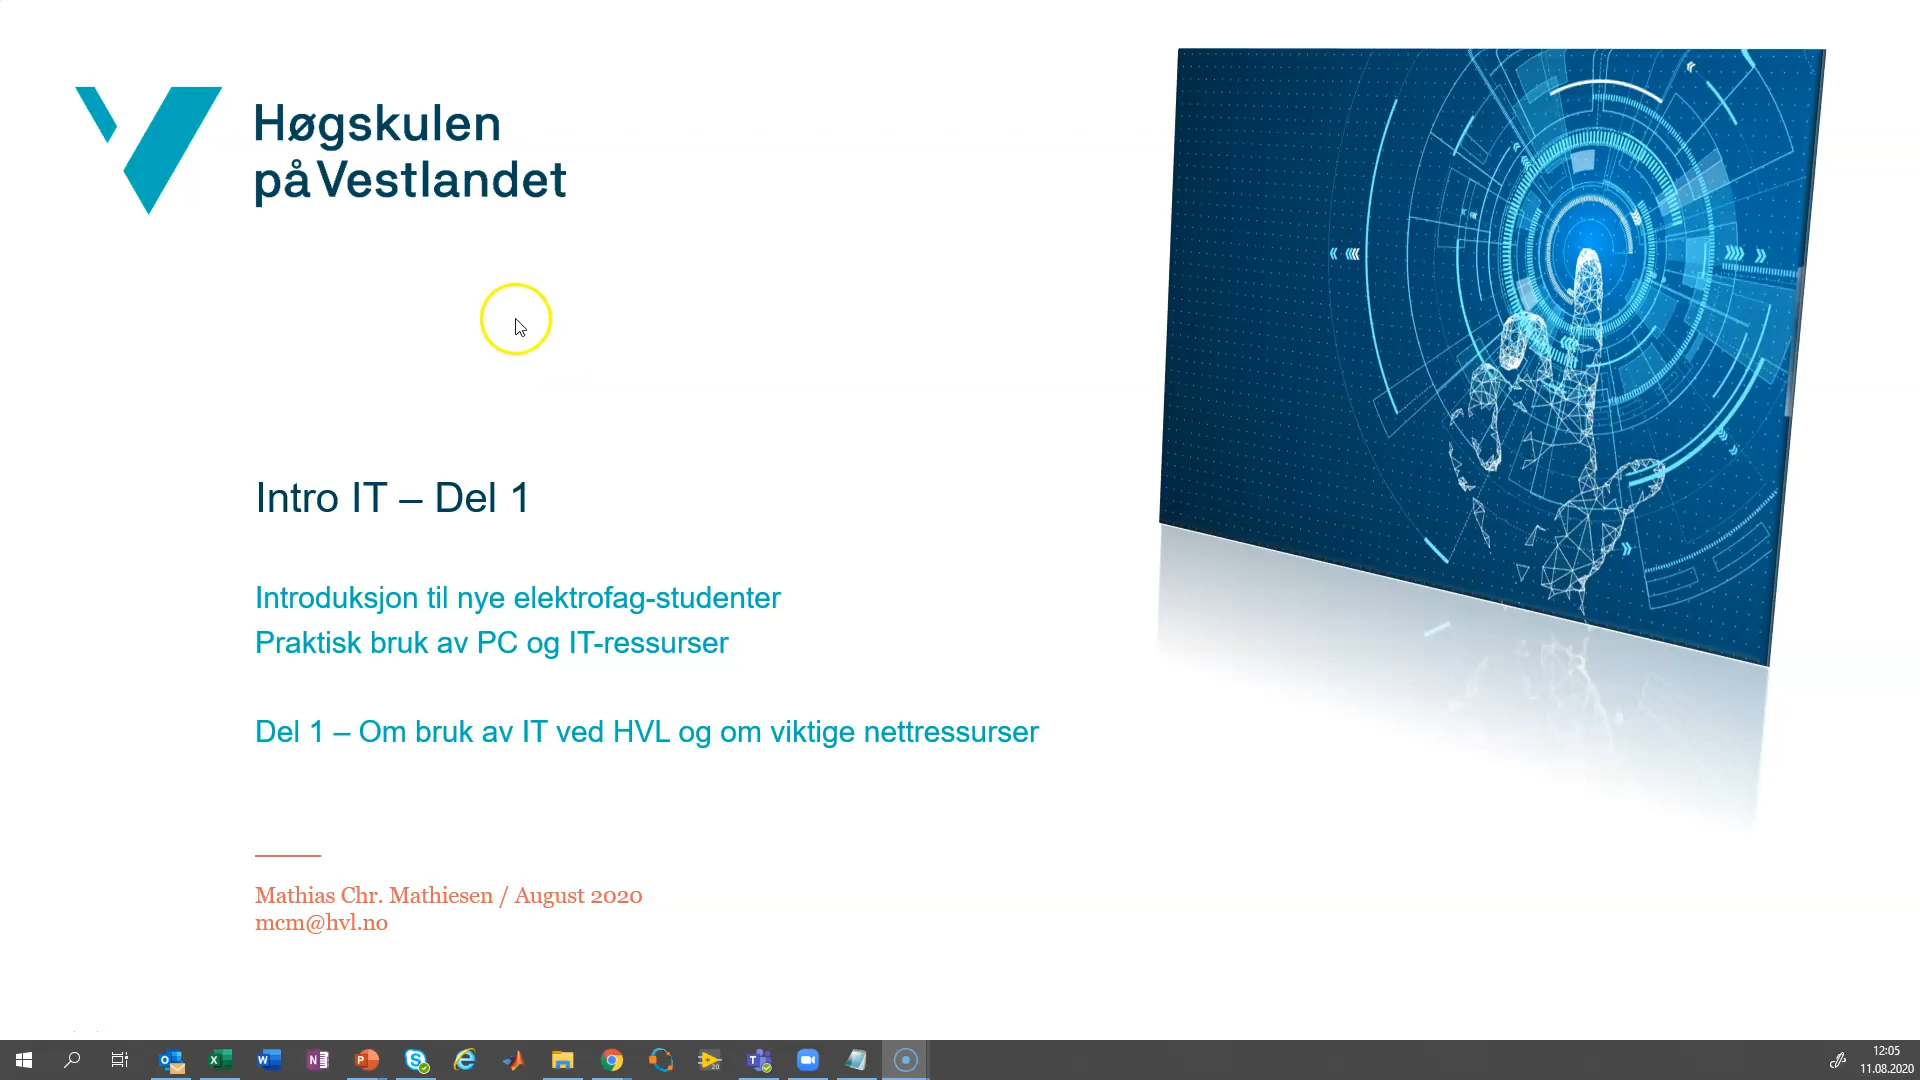 Høgskulen
på Vestlandet
Intro IT – Del 1
Introduksjon til nye elektrofag-studenter
Praktisk bruk av PC og IT-ressurser
Del 1 – Om bruk av IT ved HVL og om viktige nettressurser
Mathias Chr. Mathiesen / August 2020
mcm@hvl.no
12:05
11.08.2020